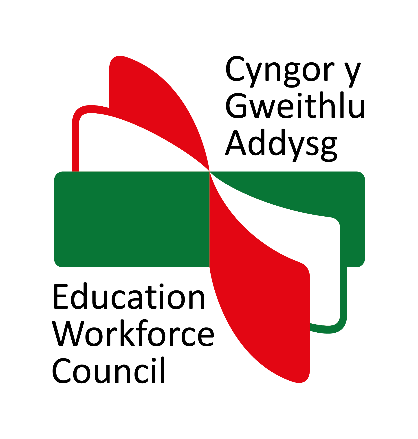 Cyngor y
Gweithlu
Addysg
Education
Workforce
Council